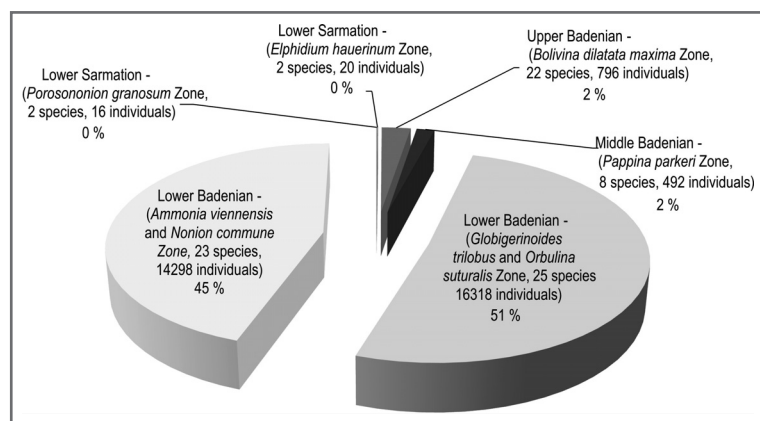 Lower Sarmation -
(Elphidium hauerinum Zone,
2 species, 20 individuals)
0 %
Upper Badenian -
(Bolivina dilatata maxima Zone,
22 species, 796 individuals)
2 %
Lower Sarmation -
(Porosononion granosum Zone,
2 species, 16 individuals)
0 %
Middle Badenian -
(Pappina parkeri Zone,
8 species, 492 individuals)
2 %
Lower Badenian -
(Ammonia viennensis
and Nonion commune
Zone, 23 species,
14298 individuals)
45 %
Lower Badenian -
(Globigerinoides
trilobus and Orbulina
suturalis Zone, 25 species
16318 individuals)
51 %